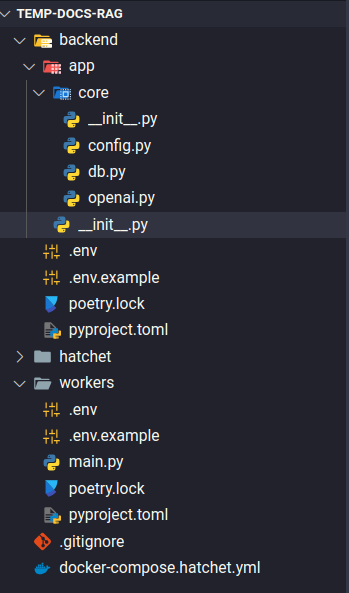 TEMP-DOCS-RAG
backend
app
core
__init__.py
config.py
db.py
openai.py
__init__.py
.env
.env.example
poetry.lock
pyproject.toml
hatchet
workers
.env
.env.example
main.py
poetry.lock
pyproject.toml
.gitignore
docker-compose.hatchet.yml